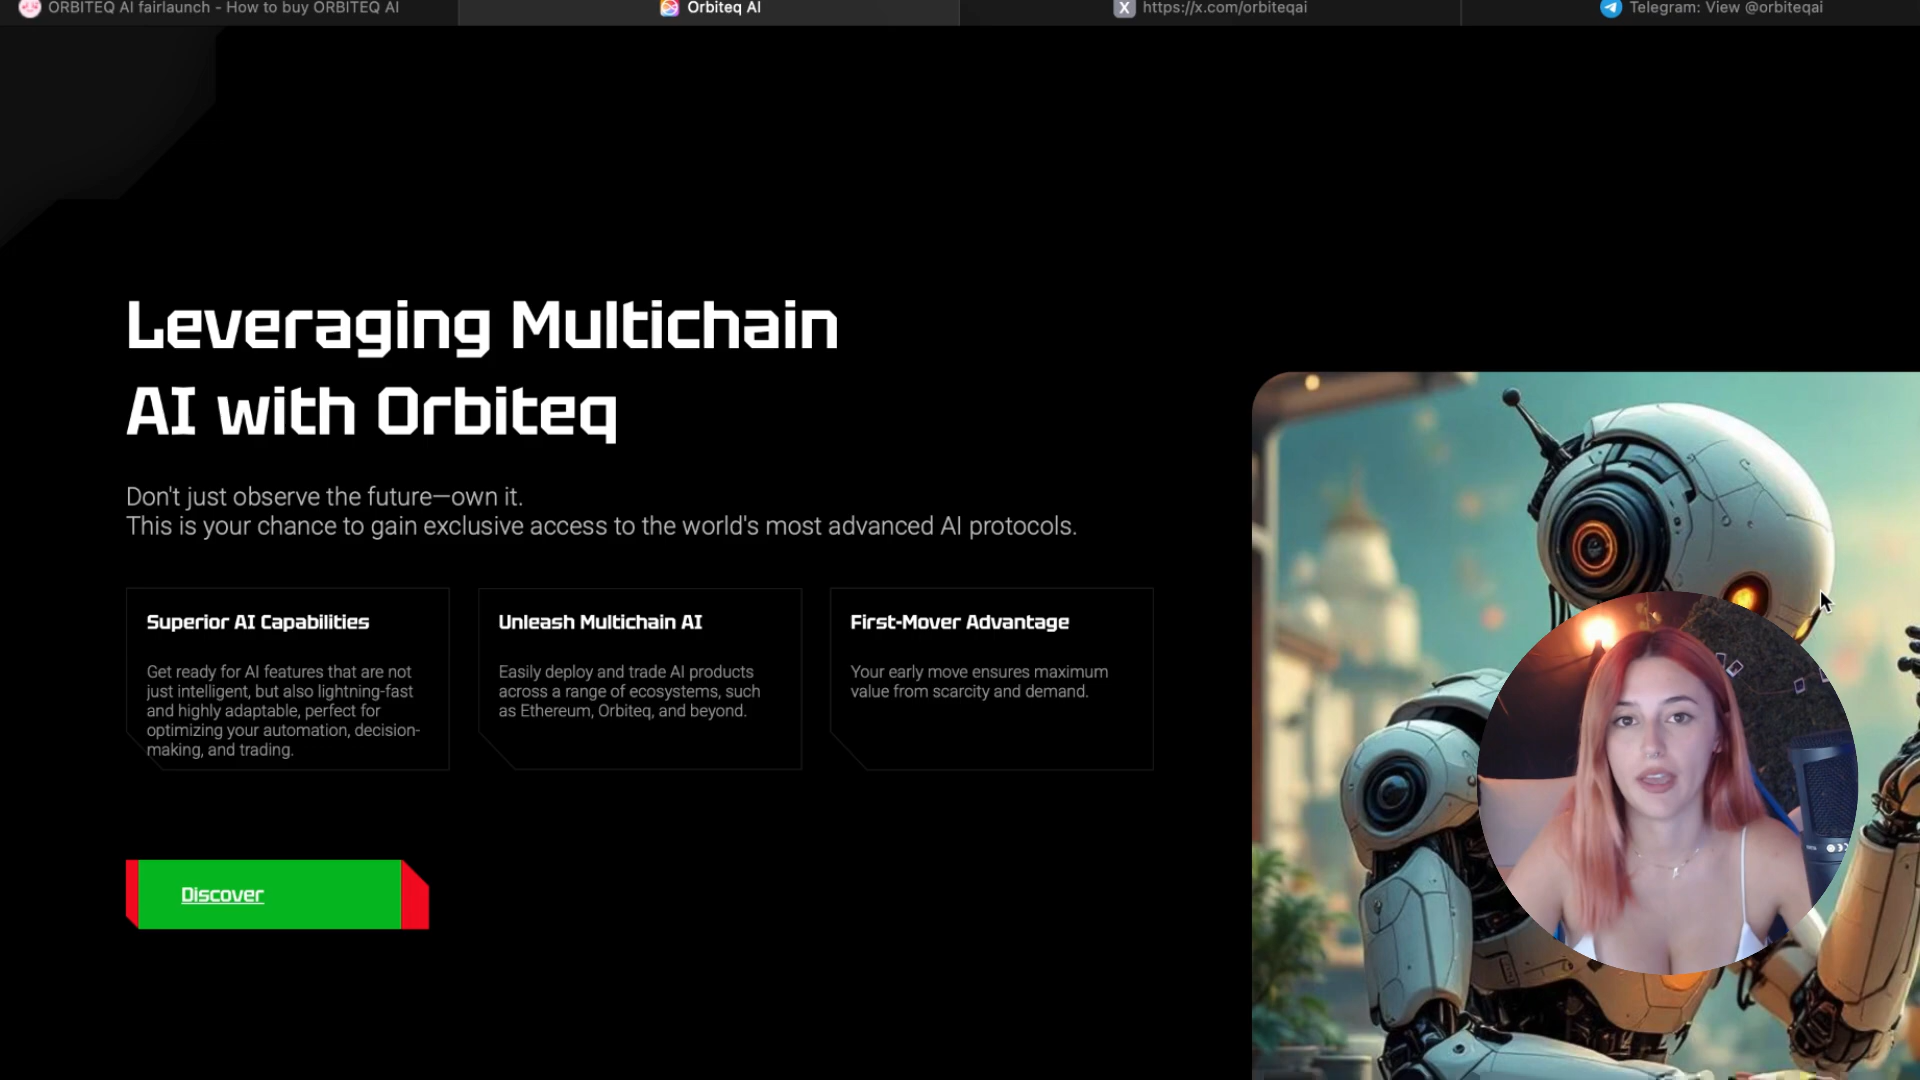 ORBITEQ AI fairlaunch - How to buy ORBITEQ AI
Orbiteq AI
X
https://x.com/orbiteqai
Telegram: View @orbiteqai
Leveraging Multichain
AI with Orbiteq
Don't just observe the future—own it.
This is your chance to gain exclusive access to the world's most advanced AI protocols.
Superior AI Capabilities
Get ready for AI features that are not
just intelligent, but also lightning-fast
and highly adaptable, perfect for
optimizing your automation, decision-
making, and trading.
Unleash Multichain AI
Easily deploy and trade AI products
across a range of ecosystems, such
as Ethereum, Orbiteq, and beyond.
First-Mover Advantage
Your early move ensures maximum
value from scarcity and demand.
Discover